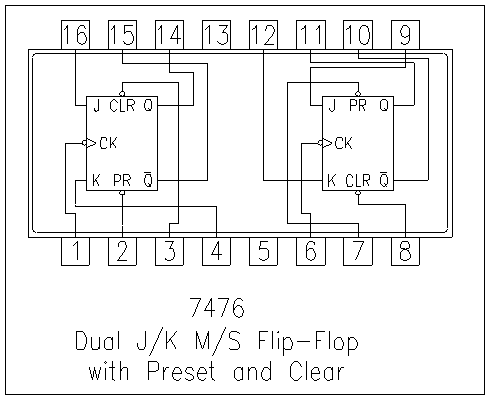 16 15 14 13 12 11 10 9
J CLR Q J PR Q
CK CK
K PR Q̅ K CLR Q̅
1 2 3 4 5 6 7 8
7476
Dual J/K M/S Flip-Flop
with Preset and Clear